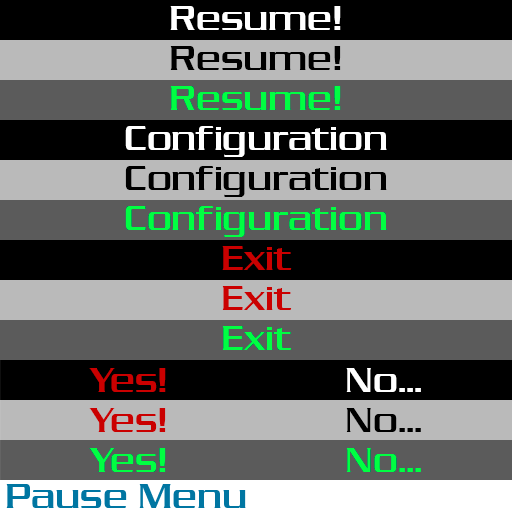 Resume!
Resume!
Resume!
Configuration
Configuration
Configuration
Exit
Exit
Exit
Yes! No...
Yes! No...
Yes! No...
Pause Menu